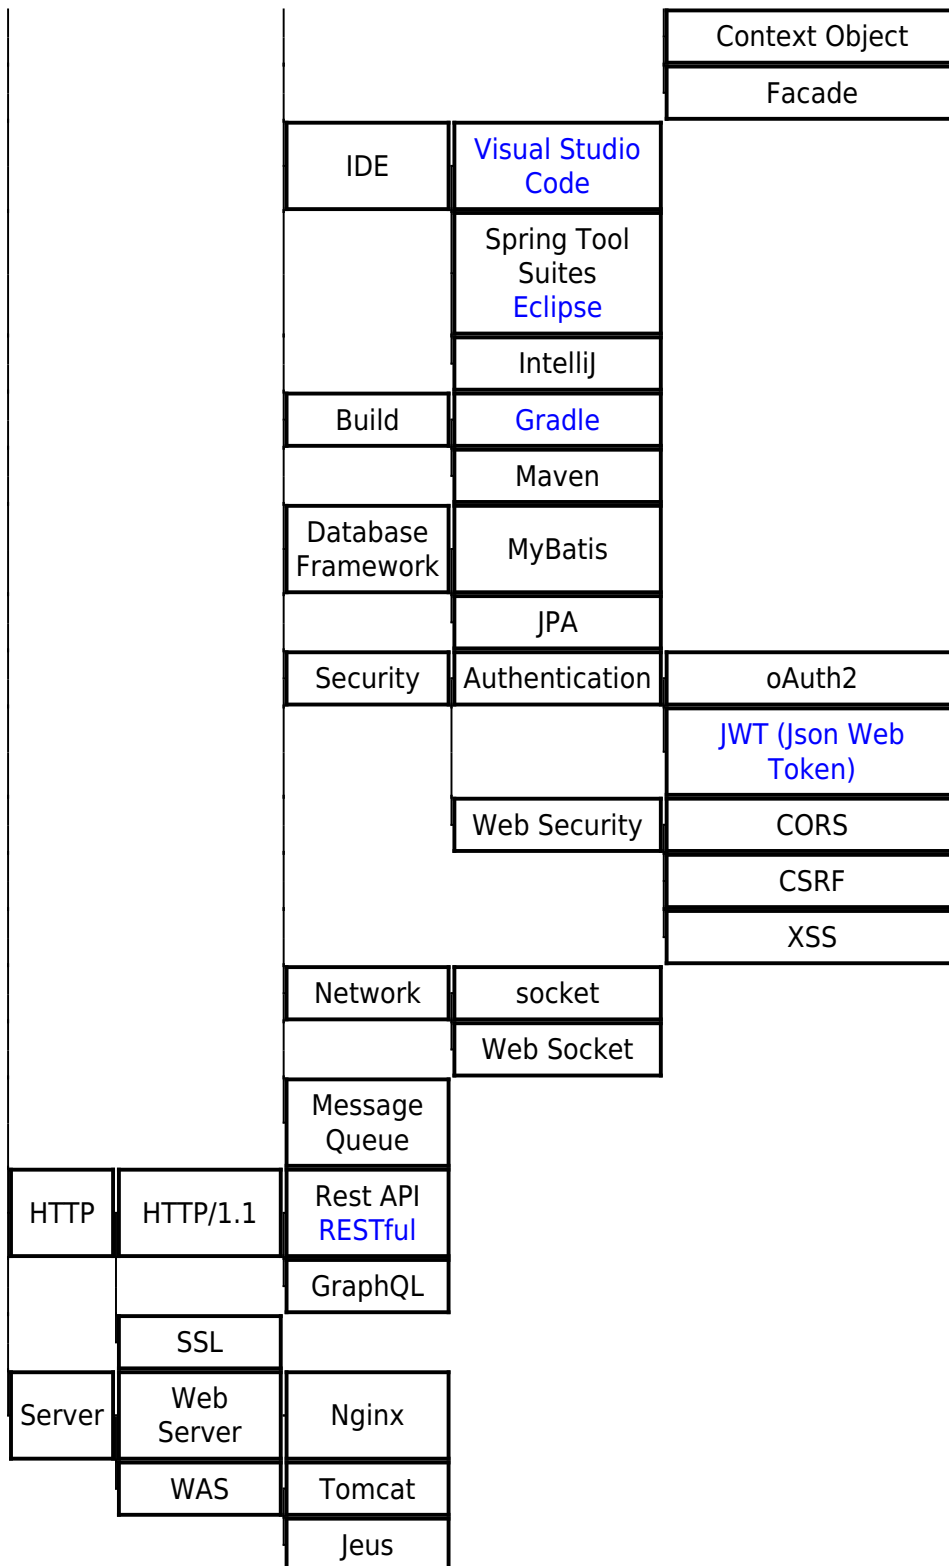 Context Object
Facade
IDE
Visual Studio
Code
Spring Tool
Suites
Eclipse
IntelliJ
Build
Gradle
Maven
Database
Framework
MyBatis
JPA
Security
Authentication
oAuth2
JWT (Json Web
Token)
Web Security
CORS
CSRF
XSS
Network
socket
Web Socket
Message
Queue
HTTP
HTTP/1.1
Rest API
RESTful
GraphQL
SSL
Server
Web
Server
Nginx
WAS
Tomcat
Jeus